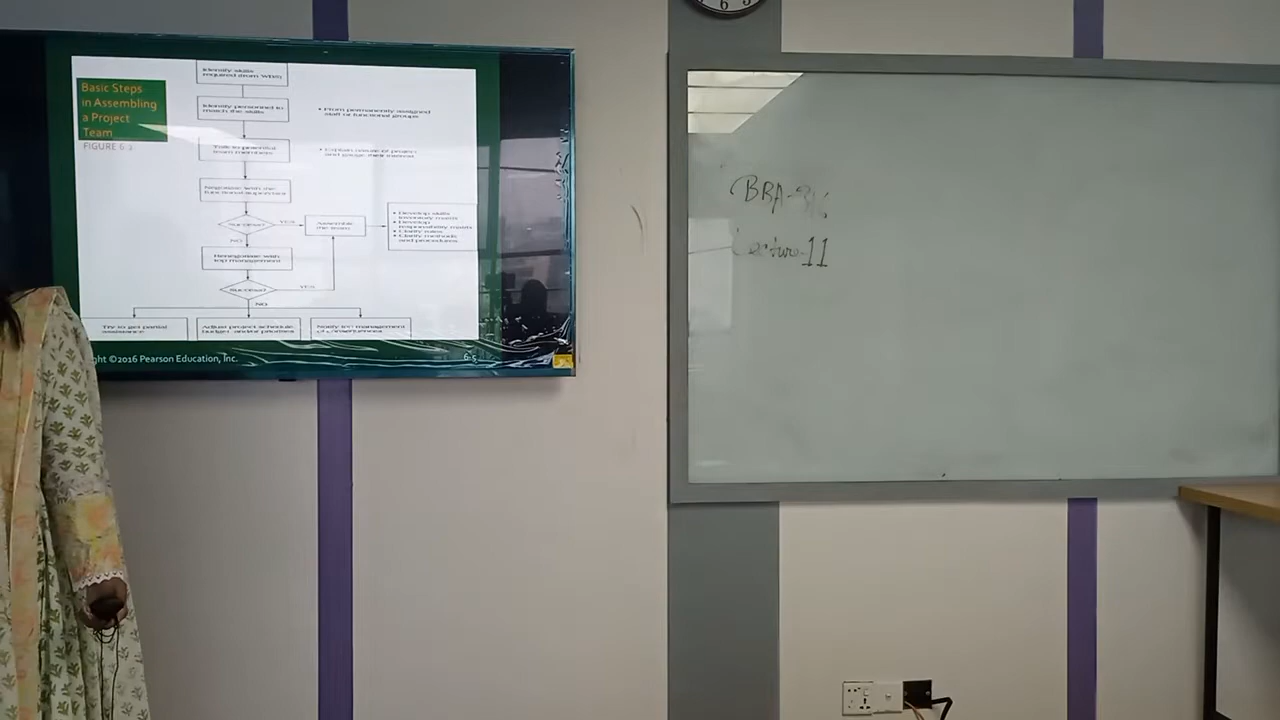 Basic Steps
in Assembling
a Project
Team
FIGURE 6.3
Identify skills
required (from WBS)
Identify personnel to
match the skills
• From permanently assigned
staff or functional groups
Talk to potential
team members
• Explain nature of project
and gauge their interest
Negotiate with the
functional supervisor
Success?
YES
Assemble
the team
• Develop skills
inventory matrix
• Develop
responsibility matrix
• Clarify roles
• Clarify methods
and procedures
NO
Renegotiate with
top management
Success?
YES
NO
Try to get partial
assistance
Adjust project schedule,
budget, and/or priorities
Notify top management
of consequences
ght ©2016 Pearson Education, Inc.
6-5
BBA-
Lecture-11
6